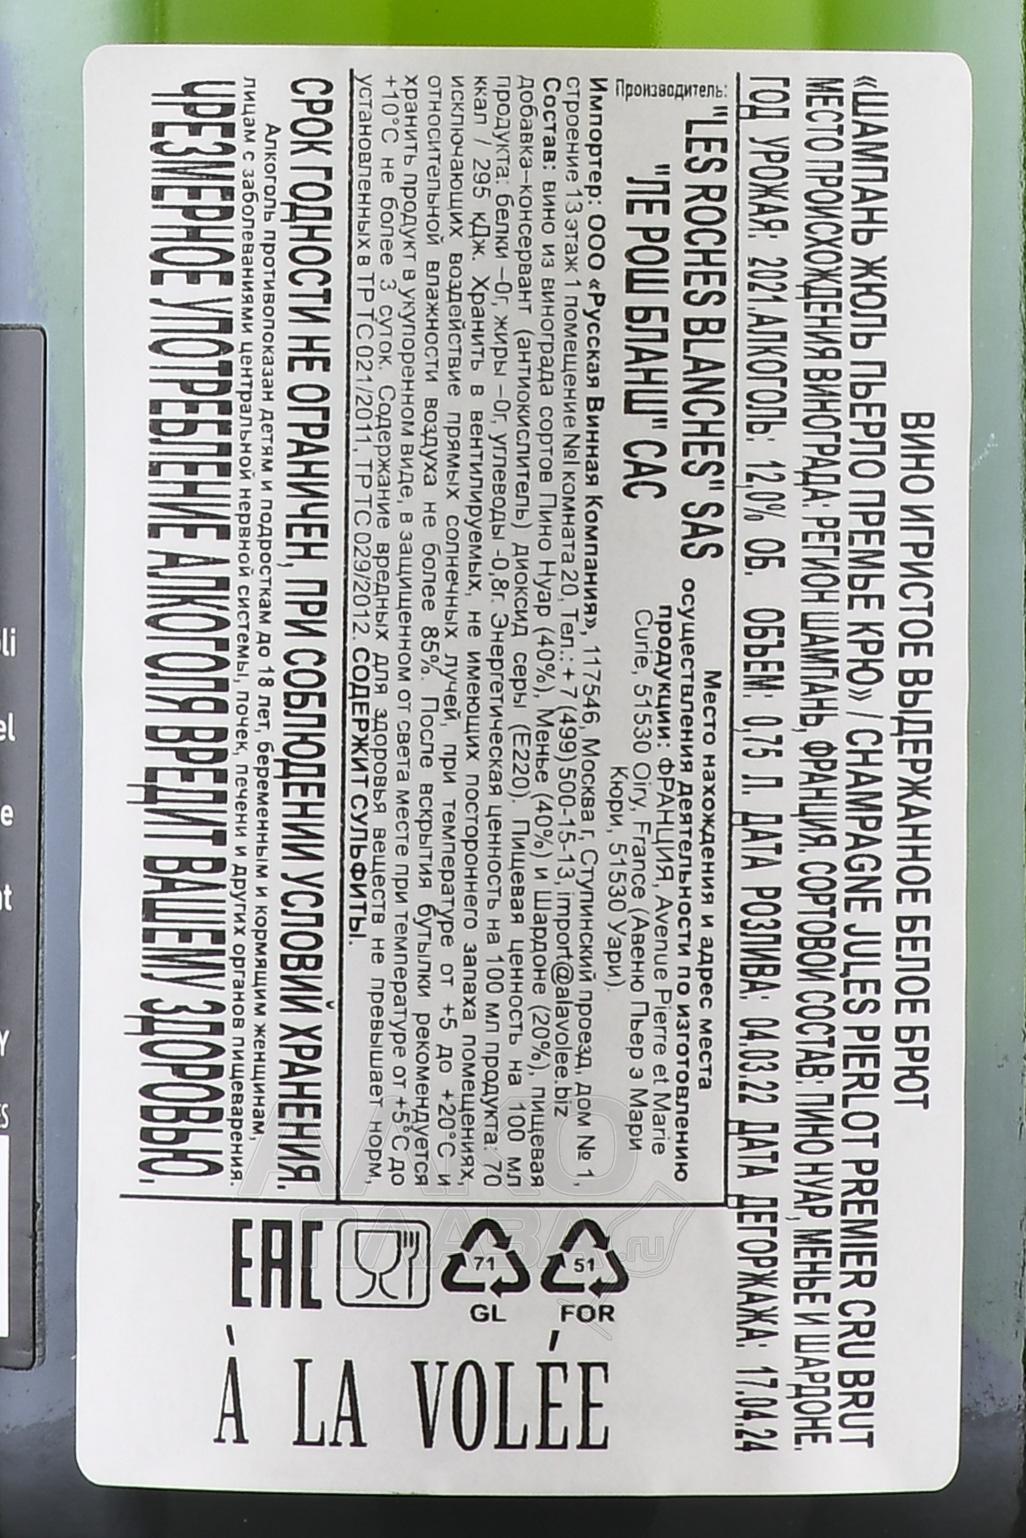 ВИНО ИГРИСТОЕ ВЫДЕРЖАННОЕ БЕЛОЕ БРЮТ
«ШАМПАНЬ ЖЮЛЬ ПЬЕРЛО ПРЕМЬЕ КРЮ» / CHAMPAGNE JULES PIERLOT PREMIER CRU BRUT
МЕСТО ПРОИСХОЖДЕНИЯ ВИНОГРАДА: РЕГИОН ШАМПАНЬ, ФРАНЦИЯ. СОРТОВОЙ СОСТАВ: ПИНО НУАР, МЕНЬЕ И ШАРДОНЕ.
ГОД УРОЖАЯ: 2021.АЛКОГОЛЬ: 12,0% ОБ. ОБЪЕМ: 0,75 Л. ДАТА РОЗЛИВА: 04.03.22 ДАТА ДЕГОРЖАЖА: 17.04.24
Производитель:
"LES ROCHES BLANCHES" SAS
"ЛЕ РОШ БЛАНШ" САС
Место нахождения и адрес места
осуществления деятельности по изготовлению
продукции: ФРАНЦИЯ, Avenue Pierre et Marie
Curie, 51530 Oiry, France (Авеню Пьер э Мари
Кюри, 51530 Уари).
Импортер: ООО «Русская Винная Компания», 117546, Москва г, Ступинский проезд, дом № 1,
строение 13 этаж 1 помещение №I комната 20, Тел.: + 7 (499) 500-15-13, import@alavolee.biz
Состав: вино из винограда сортов Пино Нуар (40%), Менье (40%) и Шардоне (20%), пищевая
добавка–консервант (антиокислитель) диоксид серы (Е220). Пищевая ценность на 100 мл
продукта: белки –0г, жиры –0г, углеводы -0,8г. Энергетическая ценность на 100 мл продукта: 70
ккал / 295 кДж. Хранить в вентилируемых, не имеющих постороннего запаха помещениях,
исключающих воздействие прямых солнечных лучей, при температуре от +5 до +20°С и
относительной влажности воздуха не более 85%. После вскрытия бутылки рекомендуется
хранить продукт в укупоренном виде, в защищенном от света месте при температуре от +5°С до
+10°С не более 3 суток. Содержание вредных для здоровья веществ не превышает норм,
установленных в ТР ТС 021/2011, ТР ТС 029/2012. СОДЕРЖИТ СУЛЬФИТЫ.
СРОК ГОДНОСТИ НЕ ОГРАНИЧЕН, ПРИ СОБЛЮДЕНИИ УСЛОВИЙ ХРАНЕНИЯ.
Алкоголь противопоказан детям и подросткам до 18 лет, беременным и кормящим женщинам,
лицам с заболеваниями центральной нервной системы, почек, печени и других органов пищеварения.
ЧРЕЗМЕРНОЕ УПОТРЕБЛЕНИЕ АЛКОГОЛЯ ВРЕДИТ ВАШЕМУ ЗДОРОВЬЮ.
51
FOR
71
GL
EAC
À LA VOLÉE